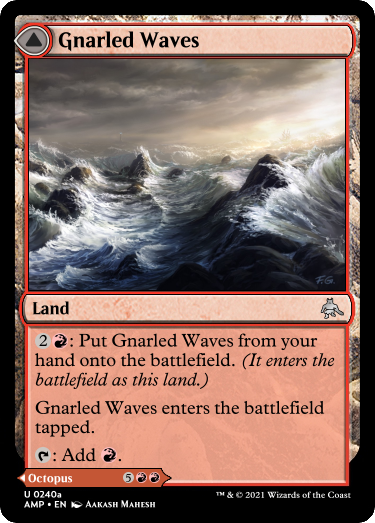 Gnarled Waves
F.G.
Land
2 R: Put Gnarled Waves from your
hand onto the battlefield. (It enters the
battlefield as this land.)
Gnarled Waves enters the battlefield
tapped.
T: Add R.
Octopus 5
U 0240a
AMP • EN Aakash Mahesh
™ & © 2021 Wizards of the Coast